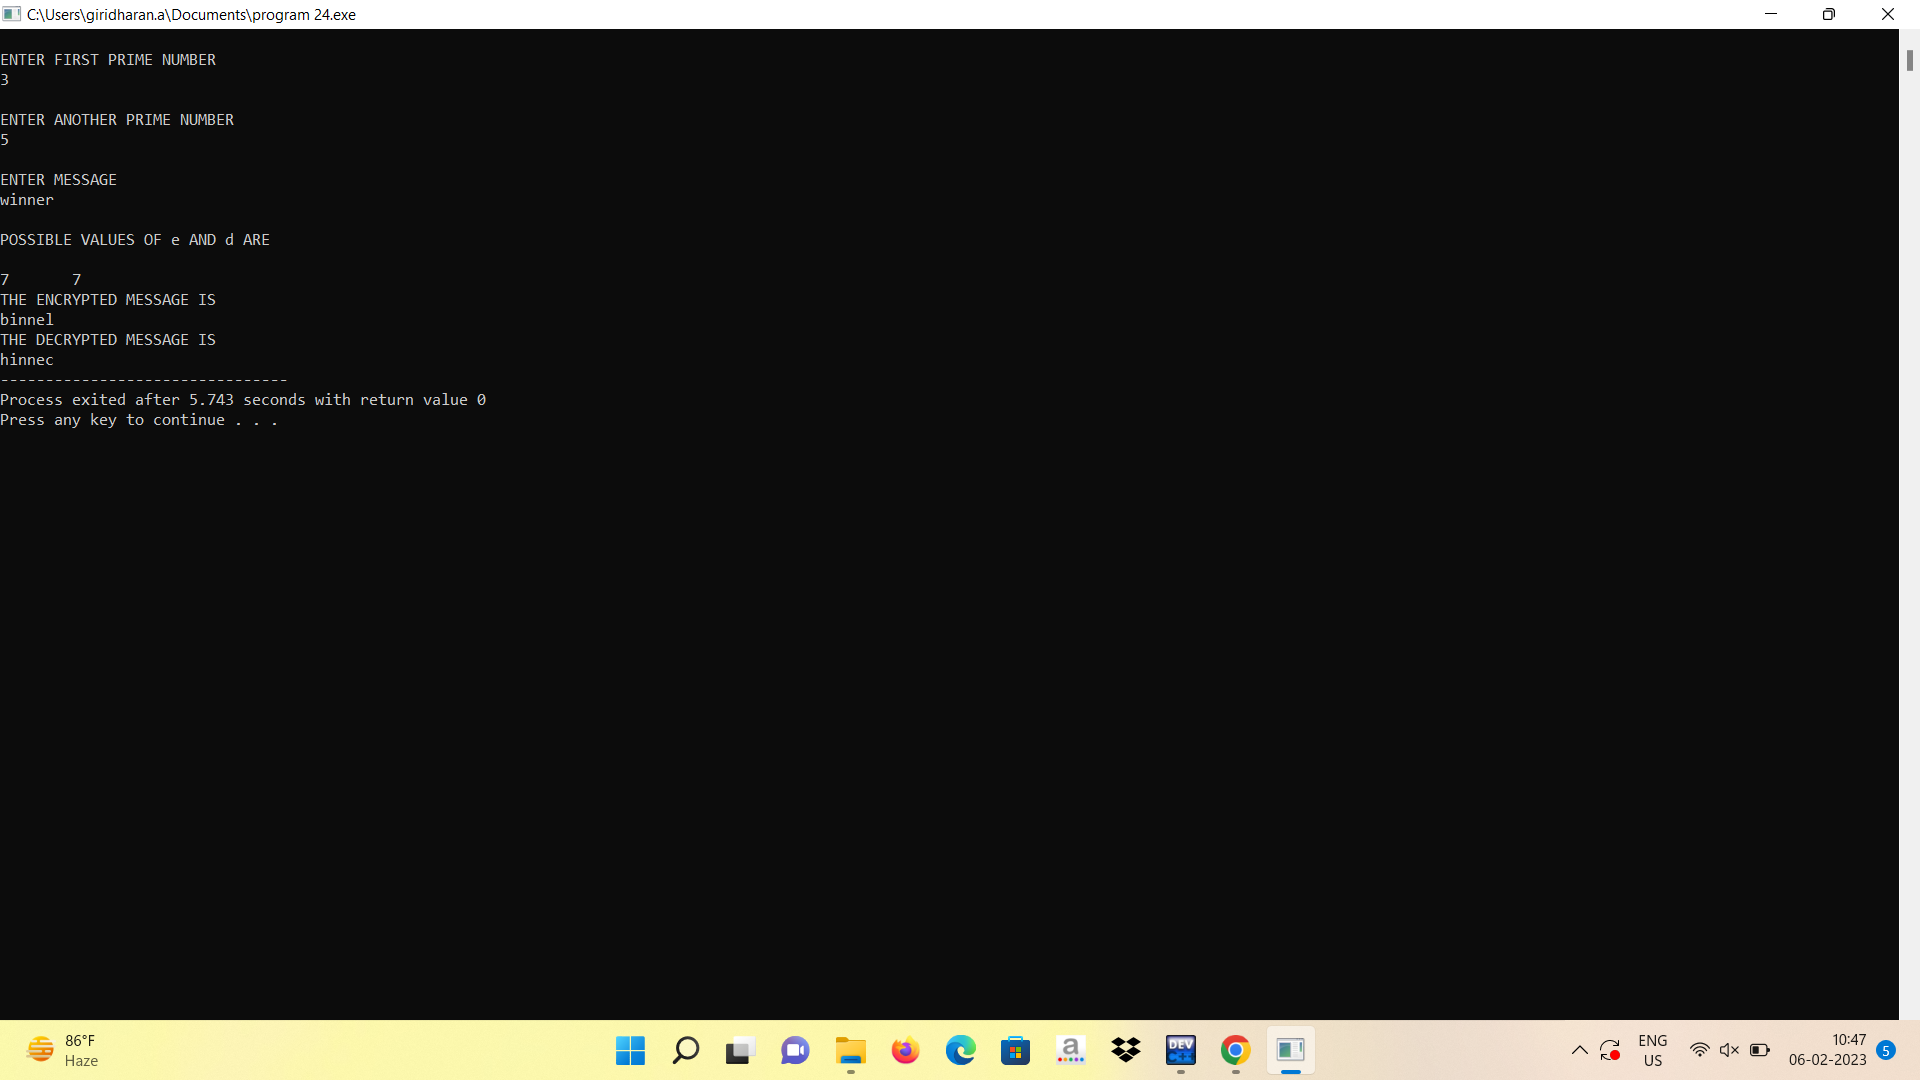 C:\Users\giridharan.a\Documents\program 24.exe
ENTER FIRST PRIME NUMBER
3
ENTER ANOTHER PRIME NUMBER
5
ENTER MESSAGE
winner
POSSIBLE VALUES OF e AND d ARE
7 7
THE ENCRYPTED MESSAGE IS
binnel
THE DECRYPTED MESSAGE IS
hinnec
--------------------------------
Process exited after 5.743 seconds with return value 0
Press any key to continue . . .
86°F
Haze
a
DEV
C++
ENG
US
10:47
06-02-2023
5